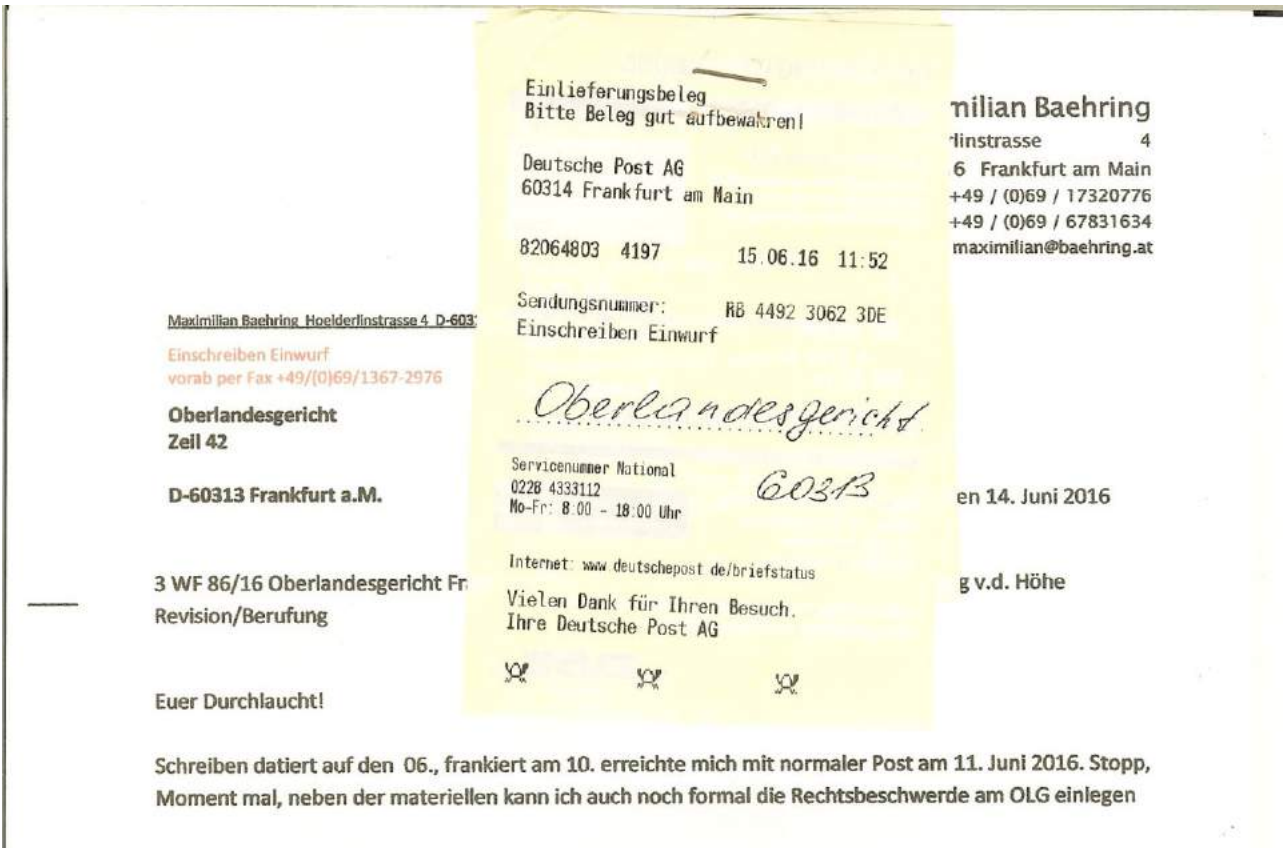 Einlieferungsbeleg
Bitte Beleg gut aufbewahren!
Deutsche Post AG
60314 Frankfurt am Main
82064803 4197 15.06.16 11:52
Sendungsnummer: RB 4492 3062 3DE
Einschreiben Einwurf
Oberlandesgericht
60313
Servicenummer National
0228 4333112
Mo-Fr: 8:00 - 18:00 Uhr
Internet: www.deutschepost.de/briefstatus
Vielen Dank für Ihren Besuch.
Ihre Deutsche Post AG
milian Baehring
rlinstrasse 4
6 Frankfurt am Main
+49 / (0)69 / 17320776
+49 / (0)69 / 67831634
maximilian@baehring.at
Maximilian Baehring Hoelderlinstrasse 4 D-603
Einschreiben Einwurf
vorab per Fax +49/(0)69/1367-2976
Oberlandesgericht
Zeil 42
D-60313 Frankfurt a.M. en 14. Juni 2016
3 WF 86/16 Oberlandesgericht Fr g v.d. Höhe
Revision/Berufung
Euer Durchlaucht!
Schreiben datiert auf den 06., frankiert am 10. erreichte mich mit normaler Post am 11. Juni 2016. Stopp,
Moment mal, neben der materiellen kann ich auch noch formal die Rechtsbeschwerde am OLG einlegen